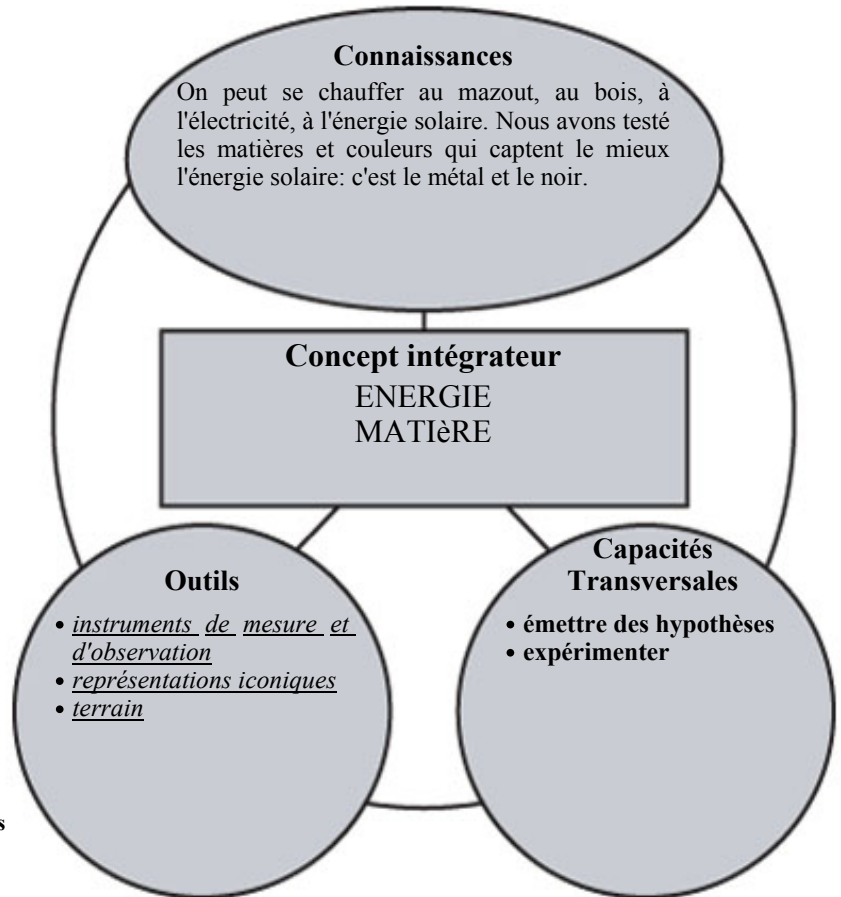 Connaissances
On peut se chauffer au mazout, au bois, à
l'électricité, à l'énergie solaire. Nous avons testé
les matières et couleurs qui captent le mieux
l'énergie solaire: c'est le métal et le noir.
Concept intégrateur
ENERGIE
MATIèRE
Outils
• instruments de mesure et
d'observation
• représentations iconiques
• terrain
Capacités
Transversales
• émettre des hypothèses
• expérimenter
s